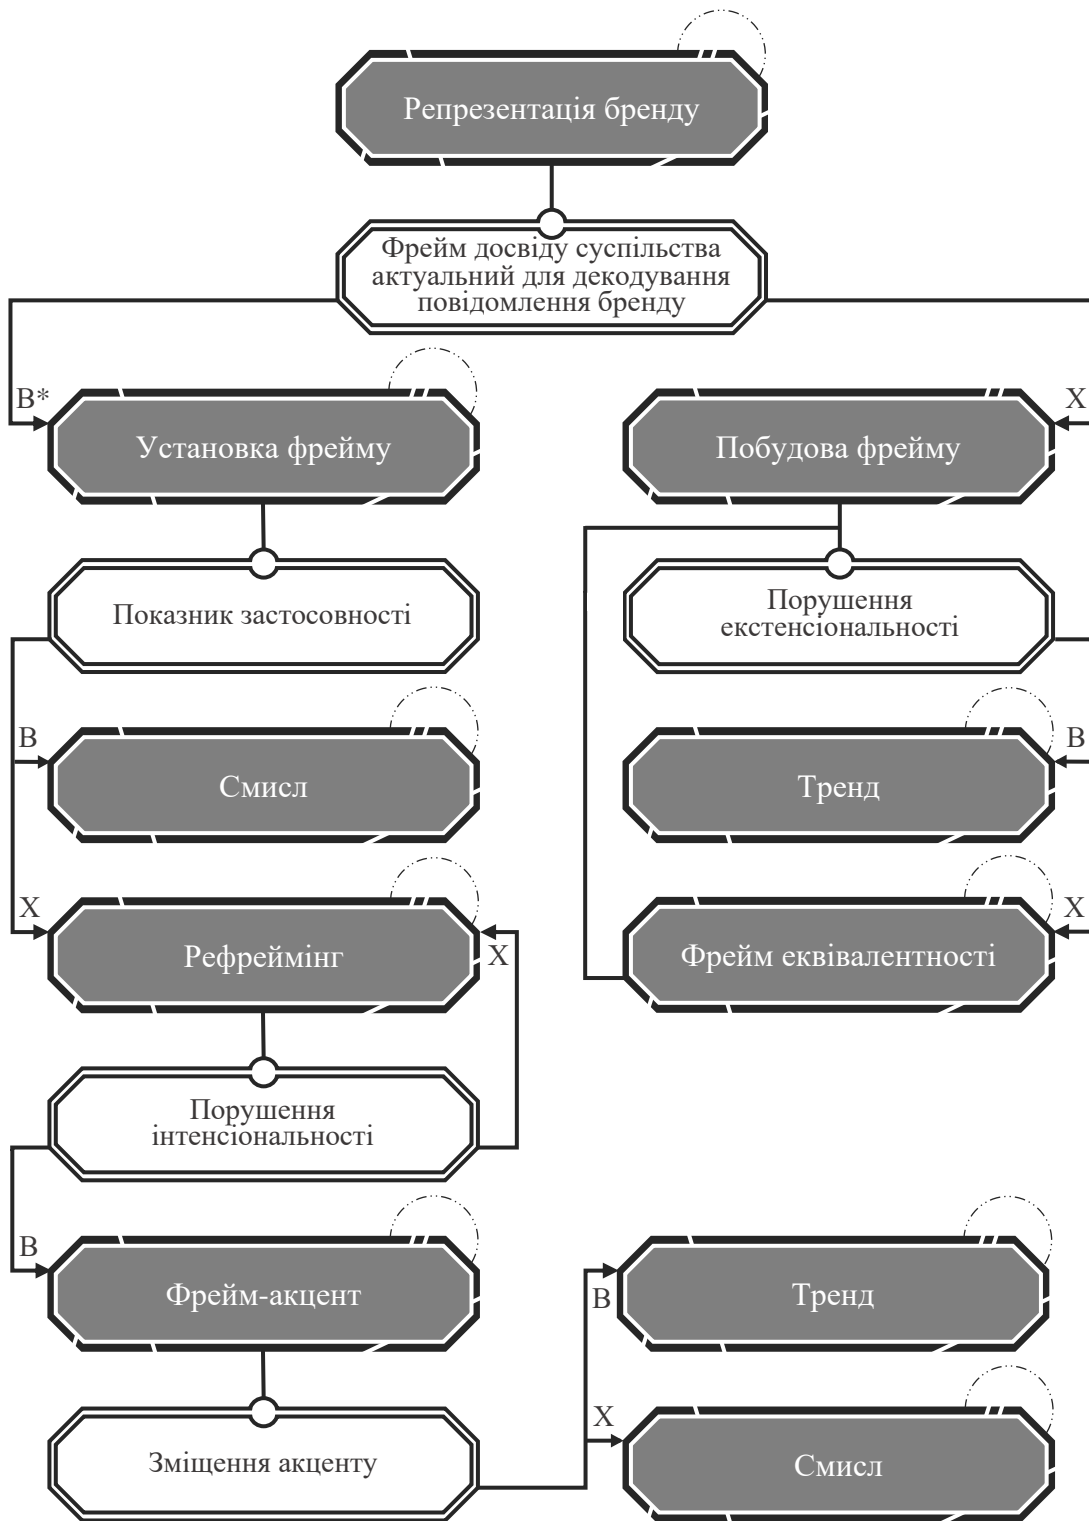 Репрезентація бренду
Фрейм досвіду суспільства
актуальний для декодування
повідомлення бренду
В*
Х
Установка фрейму
Побудова фрейму
Показник застосовності
Порушення
екстенсіональності
В
В
Смисл
Тренд
Х
Х
Рефреймінг
Х
Фрейм еквівалентності
Порушення
інтенсіональності
В
Фрейм-акцент
В
Тренд
Х
Зміщення акценту
Смисл